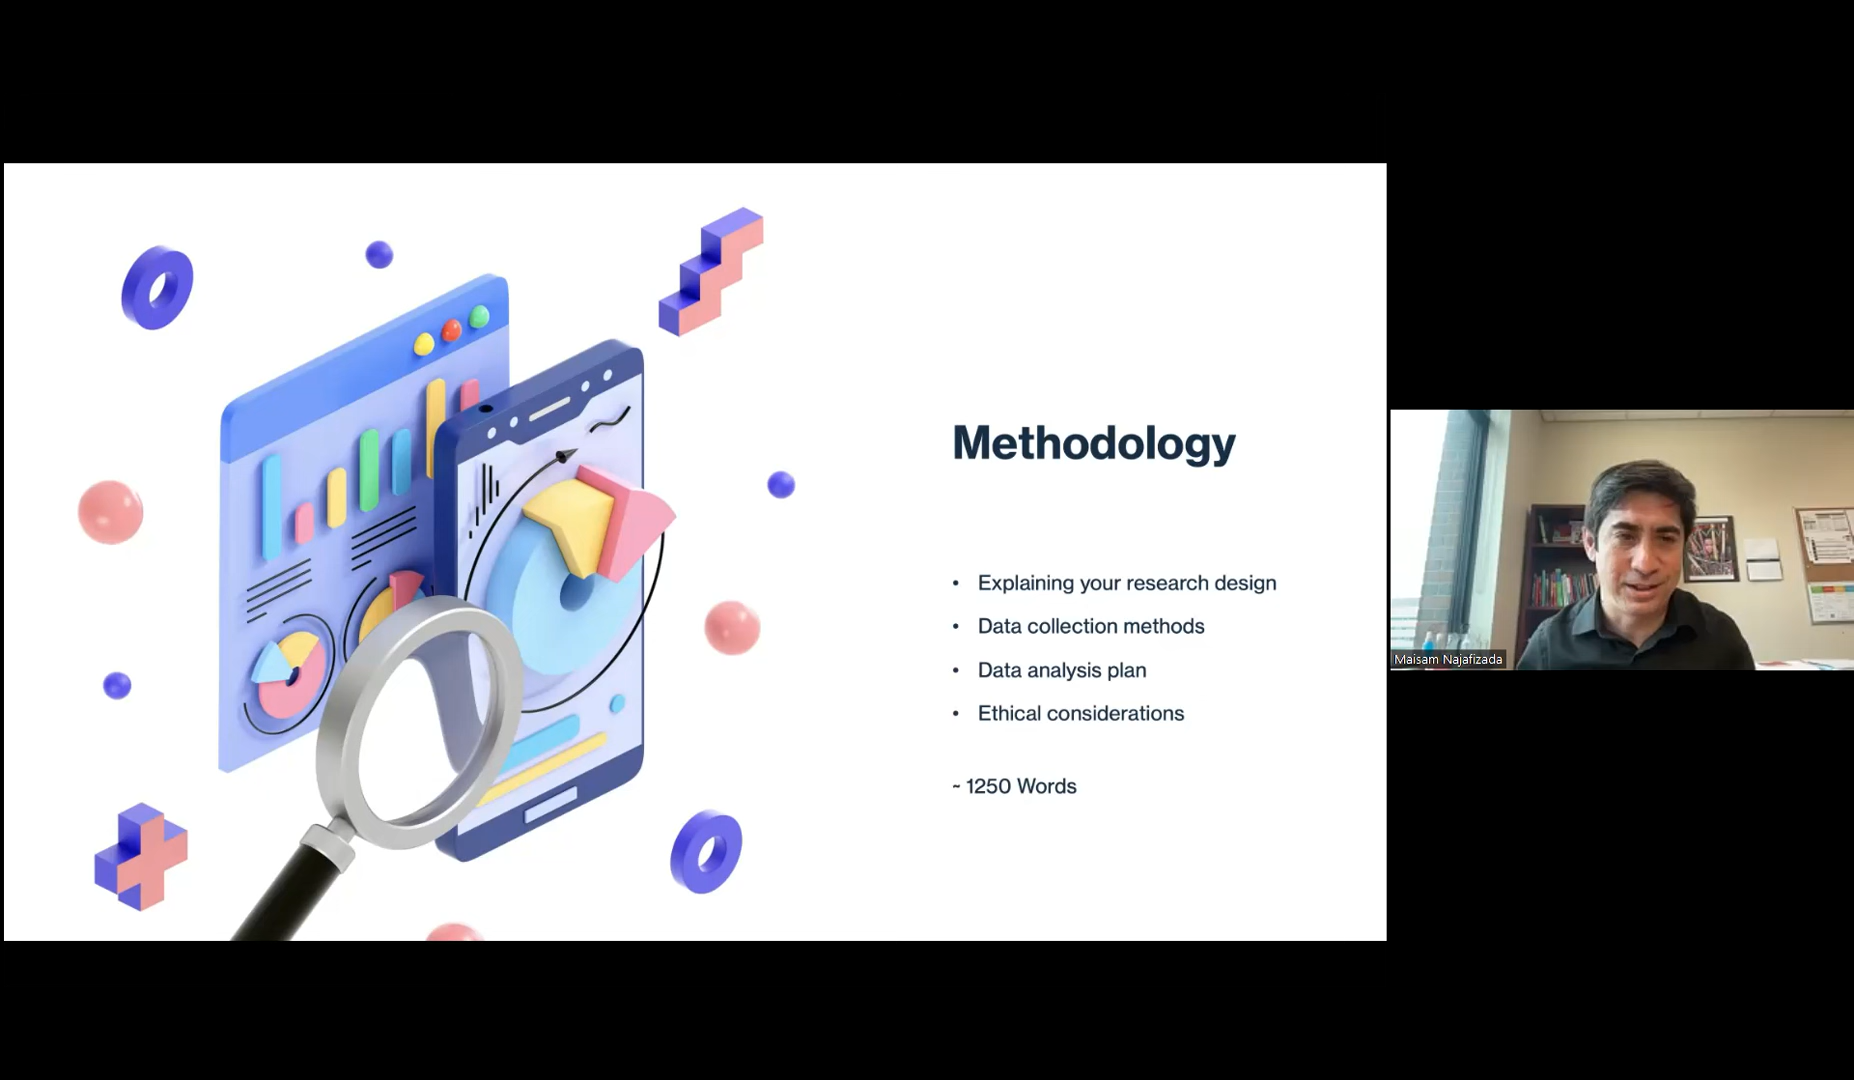 Methodology
• Explaining your research design
• Data collection methods
• Data analysis plan
• Ethical considerations
~ 1250 Words
Maisam Najafizada